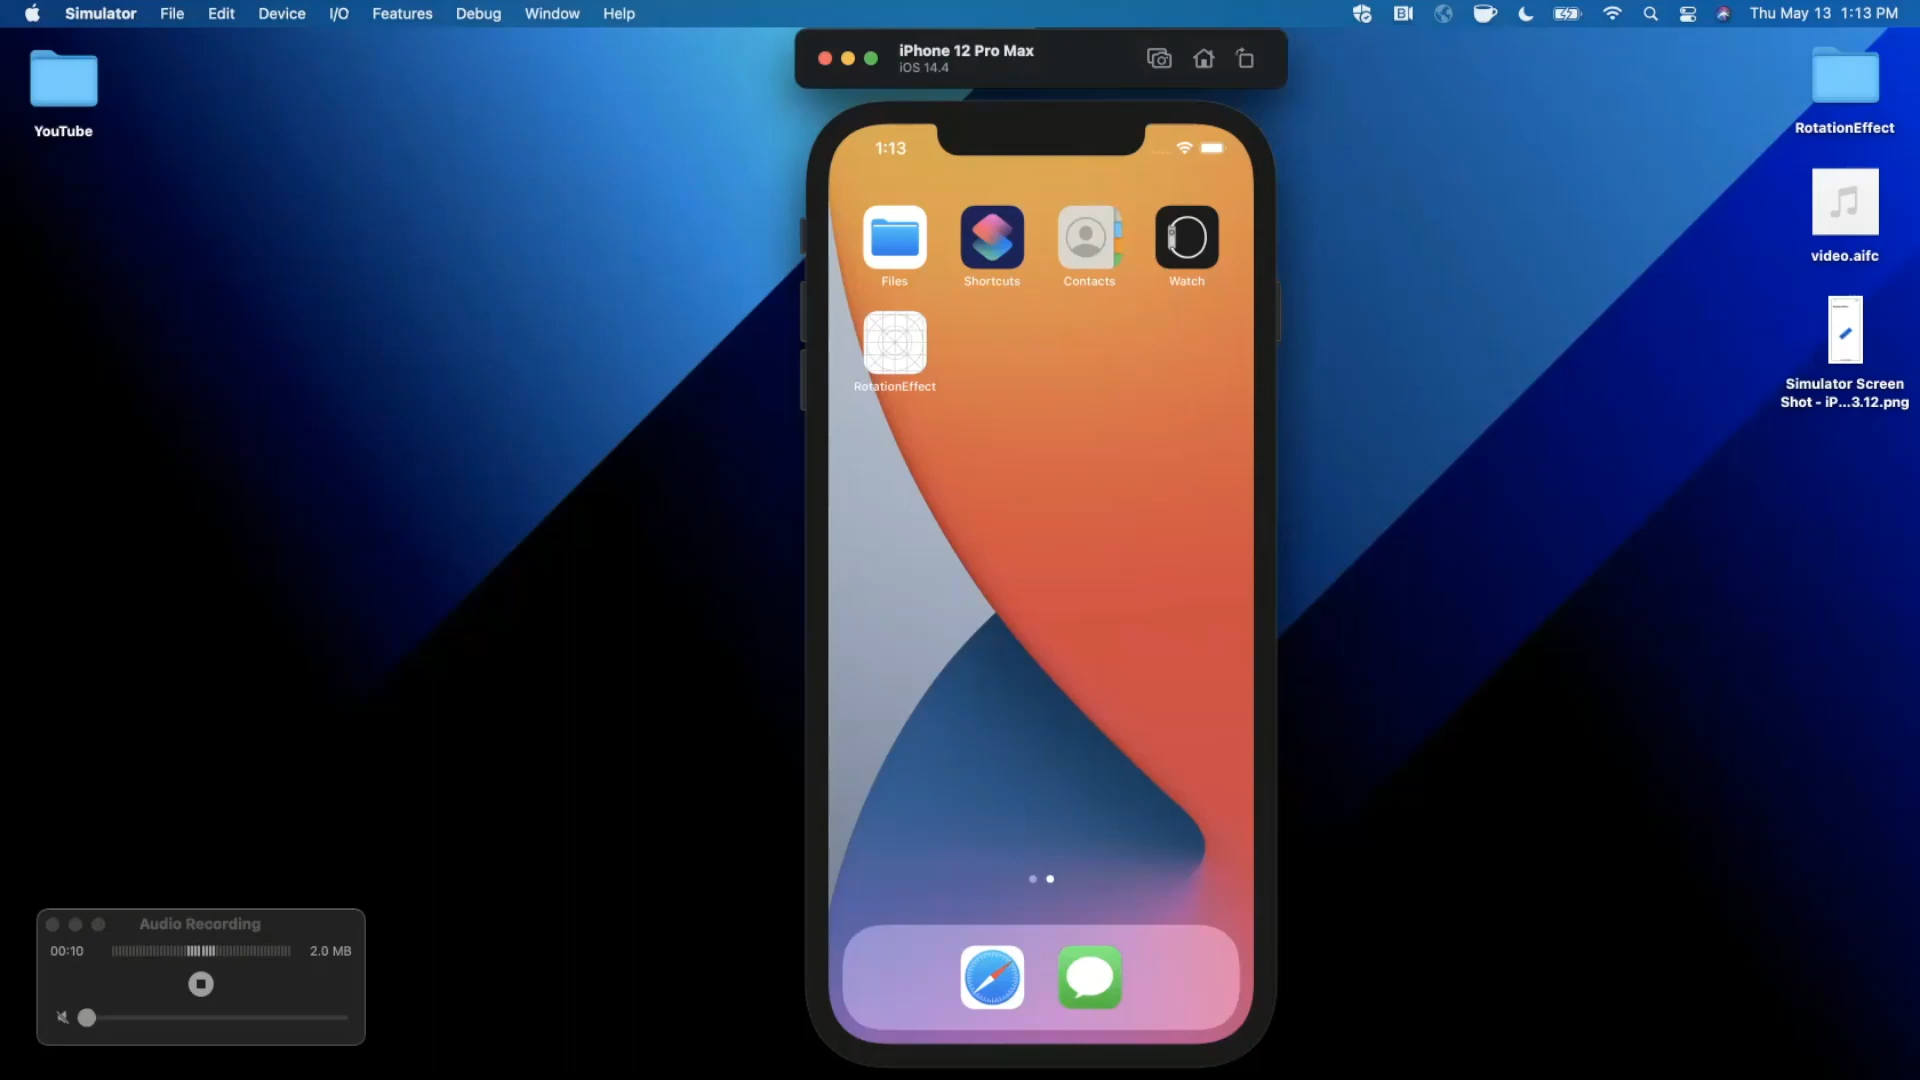 Simulator File Edit Device I/O Features Debug Window Help Thu May 13 1:13 PM
iPhone 12 Pro Max
iOS 14.4
YouTube
RotationEffect
video.aifc
Simulator Screen
Shot - iP...3.12.png
1:13
Files Shortcuts Contacts Watch
RotationEffect
Audio Recording
00:10 2.0 MB